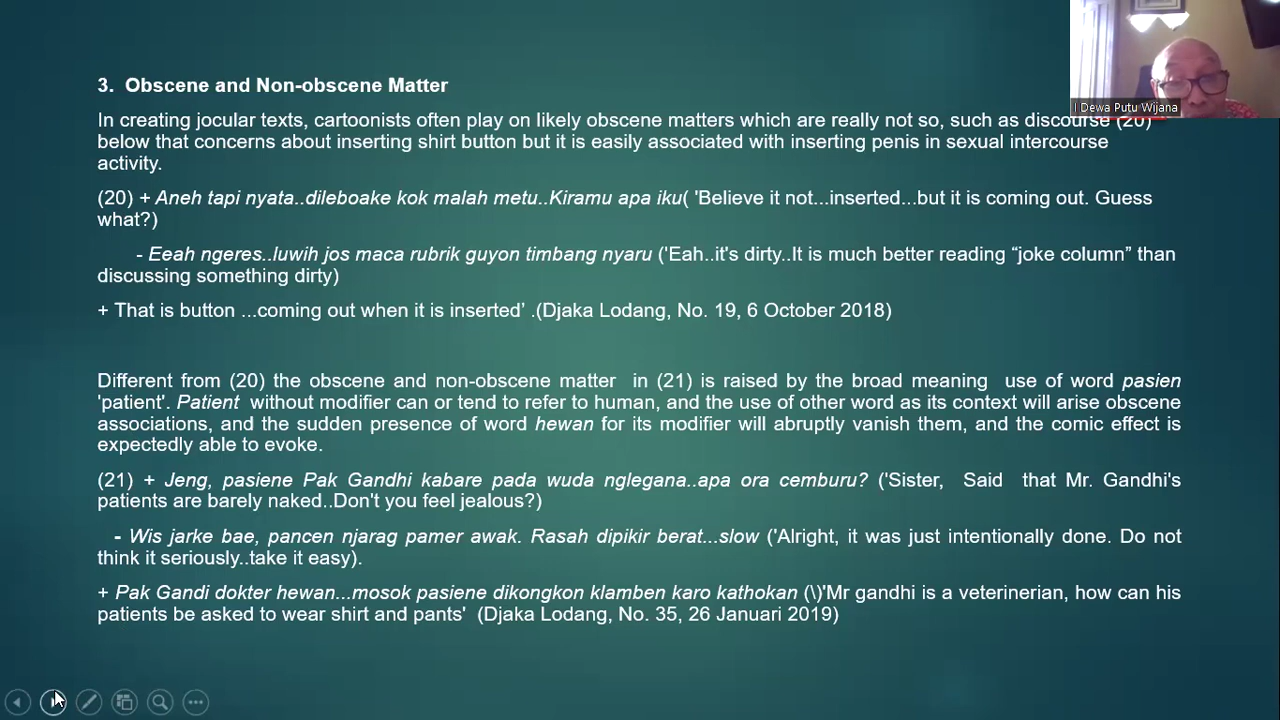 I Dewa Putu Wijana
3. Obscene and Non-obscene Matter
In creating jocular texts, cartoonists often play on likely obscene matters which are really not so, such as discourse (20)
below that concerns about inserting shirt button but it is easily associated with inserting penis in sexual intercourse
activity.
(20) + Aneh tapi nyata..dileboake kok malah metu..Kiramu apa iku( 'Believe it not...inserted...but it is coming out. Guess
what?)
- Eeah ngeres..luwih jos maca rubrik guyon timbang nyaru ('Eah..it's dirty..It is much better reading “joke column” than
discussing something dirty)
+ That is button ...coming out when it is inserted’ .(Djaka Lodang, No. 19, 6 October 2018)
Different from (20) the obscene and non-obscene matter in (21) is raised by the broad meaning use of word pasien
'patient'. Patient without modifier can or tend to refer to human, and the use of other word as its context will arise obscene
associations, and the sudden presence of word hewan for its modifier will abruptly vanish them, and the comic effect is
expectedly able to evoke.
(21) + Jeng, pasiene Pak Gandhi kabare pada wuda nglegana..apa ora cemburu? ('Sister, Said that Mr. Gandhi's
patients are barely naked..Don't you feel jealous?)
- Wis jarke bae, pancen njarag pamer awak. Rasah dipikir berat...slow ('Alright, it was just intentionally done. Do not
think it seriously..take it easy).
+ Pak Gandi dokter hewan...mosok pasiene dikongkon klamben karo kathokan (\)'Mr gandhi is a veterinerian, how can his
patients be asked to wear shirt and pants' (Djaka Lodang, No. 35, 26 Januari 2019)